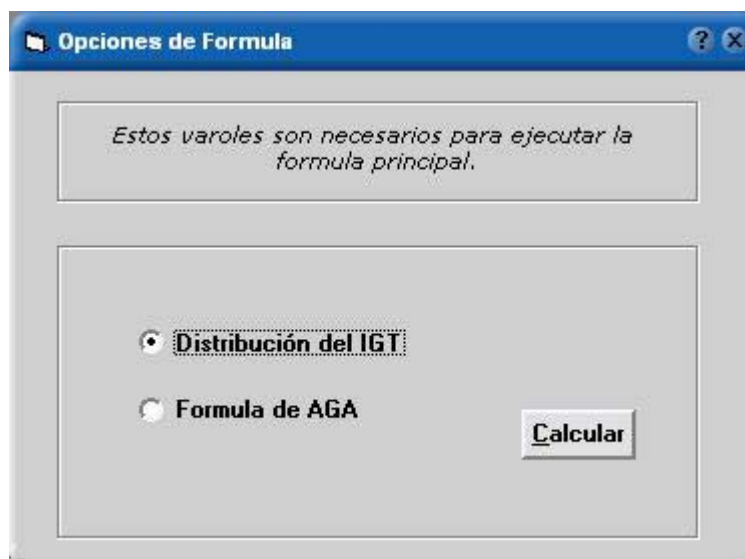 Opciones de Formula
Estos varoles son necesarios para ejecutar la
formula principal.
Distribución del IGT
Formula de AGA
Calcular